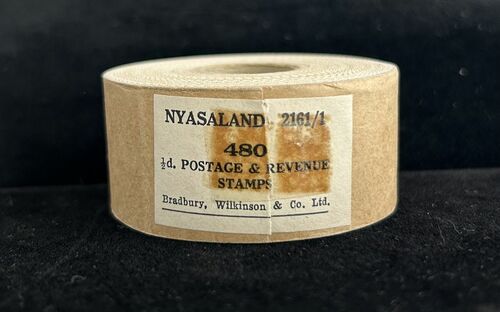 NYASALAND 2161/1
480
½d. POSTAGE & REVENUE
STAMPS
Bradbury, Wilkinson & Co. Ltd.